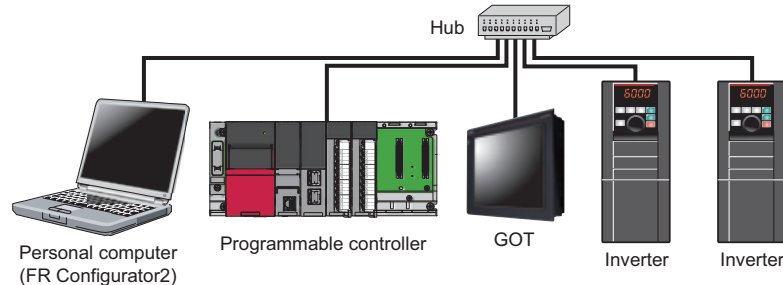 Hub
6000
6000
Personal computer
(FR Configurator2)
Programmable controller
GOT
Inverter
Inverter